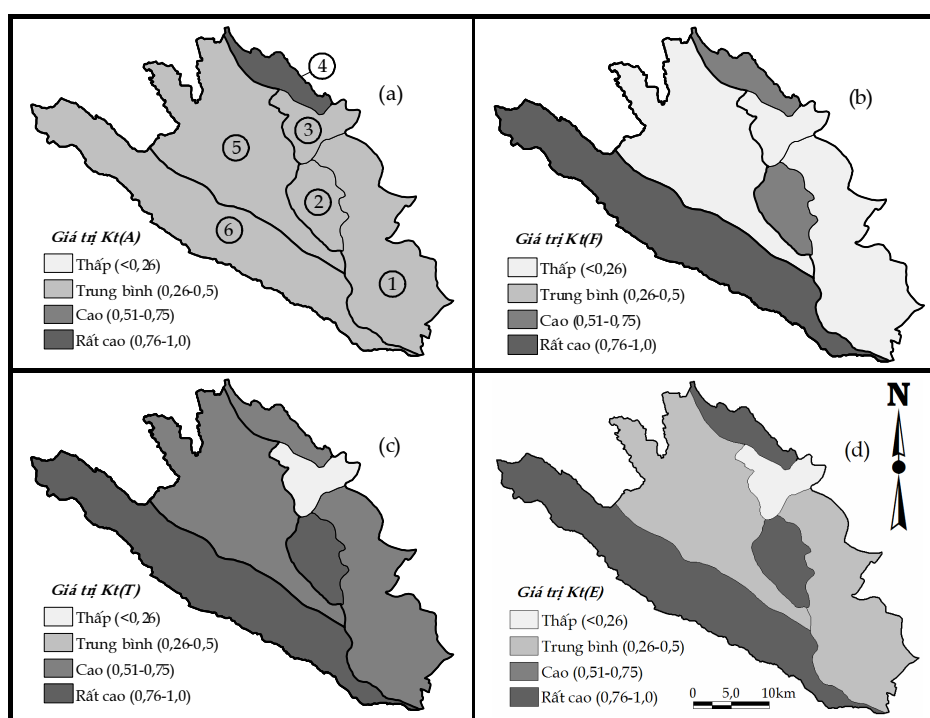 4
(a)
3
5
2
6
1
Giá trị Kt(A)
Thấp (<0,26)
Trung bình (0,26-0,5)
Cao (0,51-0,75)
Rất cao (0,76-1,0)
(b)
Giá trị Kt(F)
Thấp (<0,26)
Trung bình (0,26-0,5)
Cao (0,51-0,75)
Rất cao (0,76-1,0)
(c)
Giá trị Kt(T)
Thấp (<0,26)
Trung bình (0,26-0,5)
Cao (0,51-0,75)
Rất cao (0,76-1,0)
N
(d)
Giá trị Kt(E)
Thấp (<0,26)
Trung bình (0,26-0,5)
Cao (0,51-0,75)
Rất cao (0,76-1,0)
0 5,0 10km